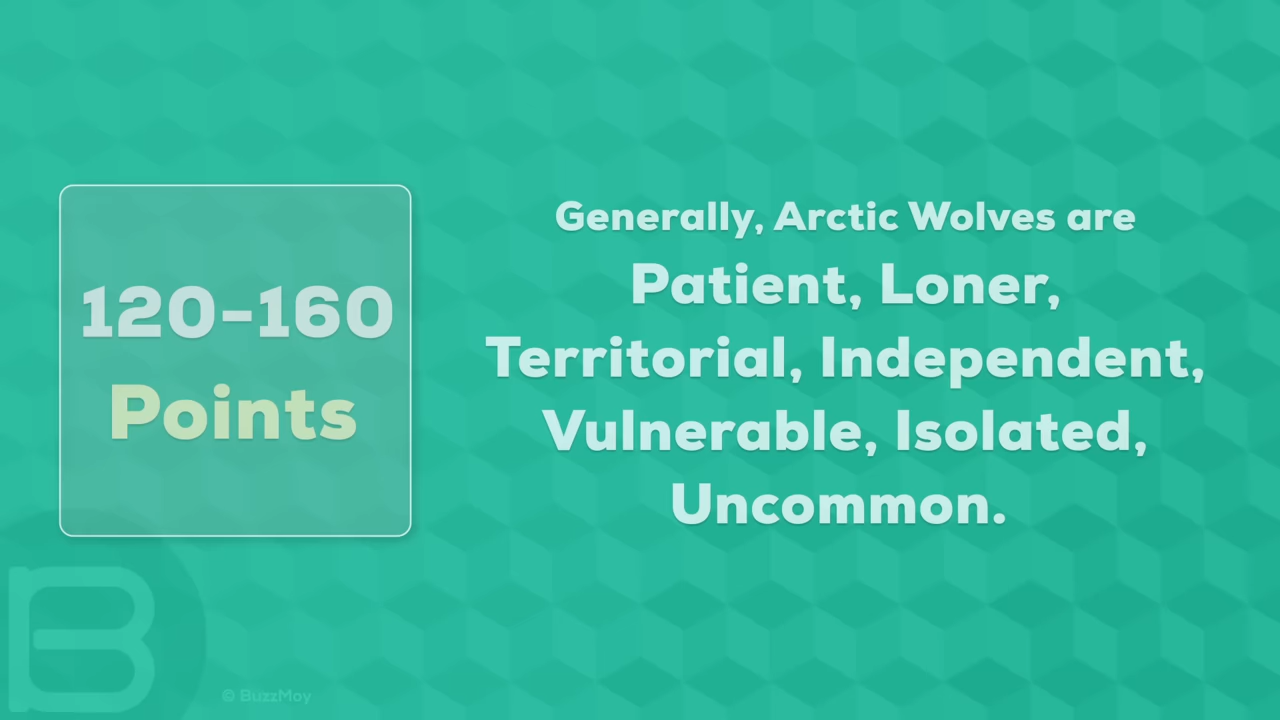 120-160
Points
Generally, Arctic Wolves are
Patient, Loner,
Territorial, Independent,
Vulnerable, Isolated,
Uncommon.
B
© BuzzMoy